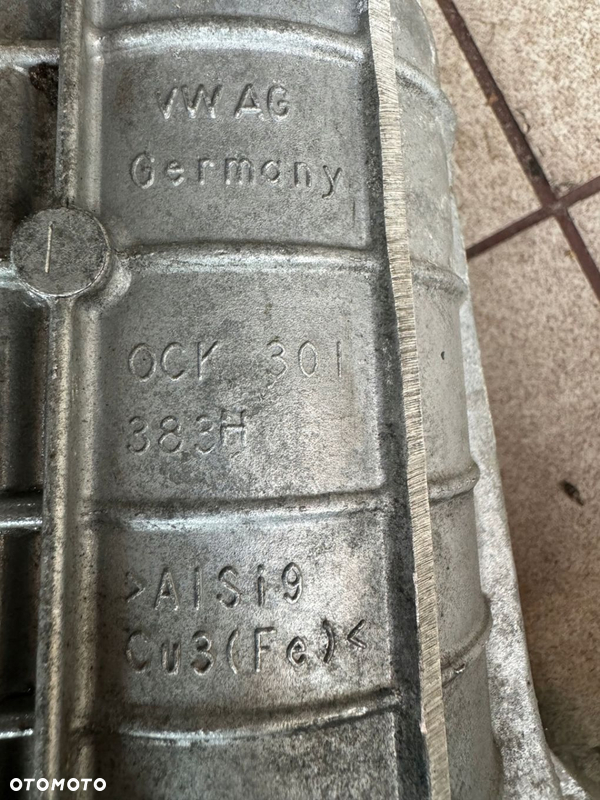 VW AG
Germany
0CK 301
383H
>AlSi9
Cu3(Fe)<
OTOMOTO